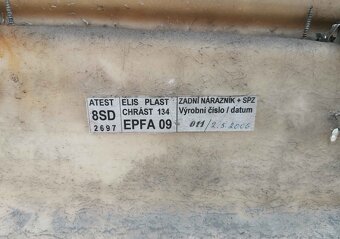 ATEST
8SD
2697
ELIS PLAST
CHRÁST 134
EPFA 09
ZADNÍ NÁRAZNÍK + SPZ
Výrobní číslo / datum
011 / 2.5.2006